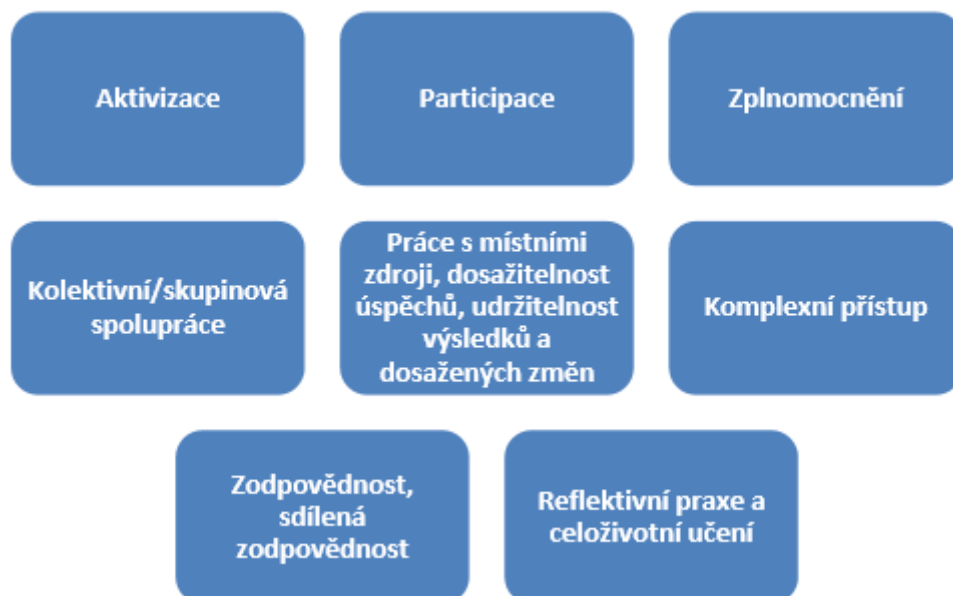 Aktivizace
Participace
Zplnomocnění
Kolektivní/skupinová
spolupráce
Práce s místními
zdroji, dosažitelnost
úspěchů, udržitelnost
výsledků a
dosažených změn
Komplexní přístup
Zodpovědnost,
sdílená
zodpovědnost
Reflektivní praxe a
celoživotní učení